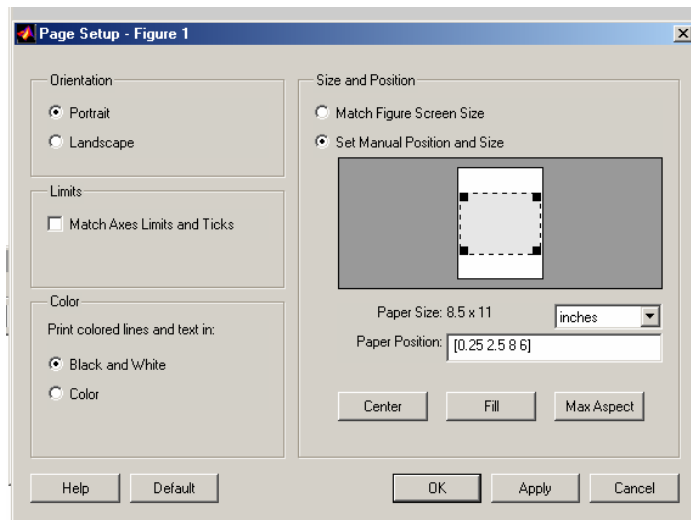 Page Setup - Figure 1
Orientation
Portrait
Landscape
Limits
Match Axes Limits and Ticks
Color
Print colored lines and text in:
Black and White
Color
Size and Position
Match Figure Screen Size
Set Manual Position and Size
Paper Size: 8.5 x 11 inches
Paper Position: [0.25 2.5 8 6]
Center Fill Max Aspect
Help Default OK Apply Cancel